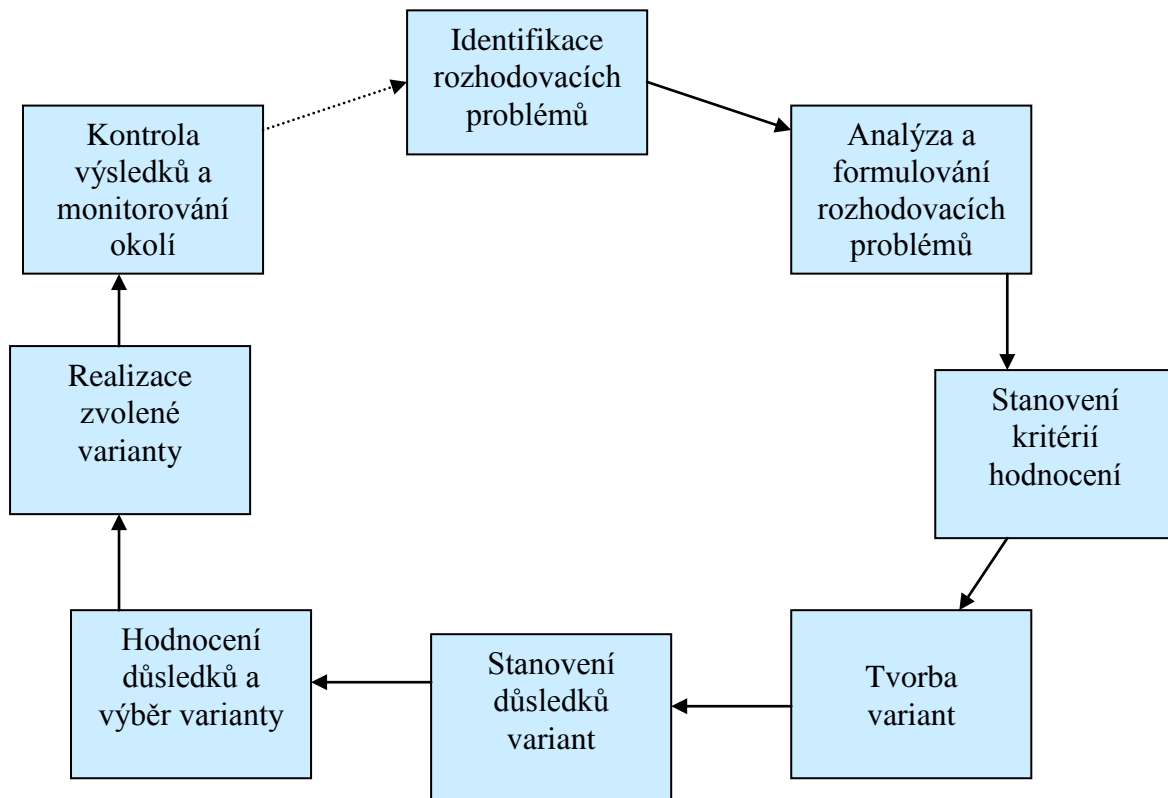 Identifikace
rozhodovacích
problémů
Analýza a
formulování
rozhodovacích
problémů
Stanovení
kritérií
hodnocení
Tvorba
variant
Stanovení
důsledků
variant
Hodnocení
důsledků a
výběr varianty
Realizace
zvolené
varianty
Kontrola
výsledků a
monitorování
okolí